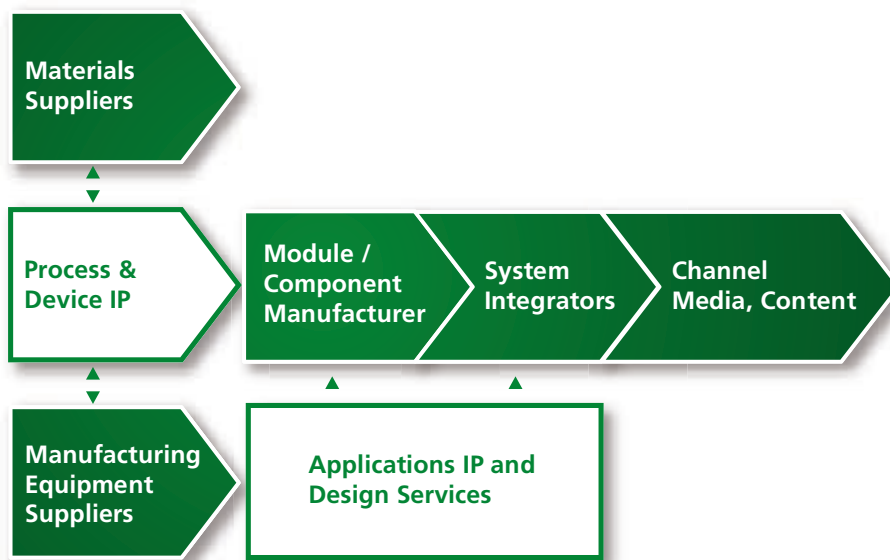 Materials
Suppliers
Process &
Device IP
Module /
Component
Manufacturer
System
Integrators
Channel
Media, Content
Manufacturing
Equipment
Suppliers
Applications IP and
Design Services